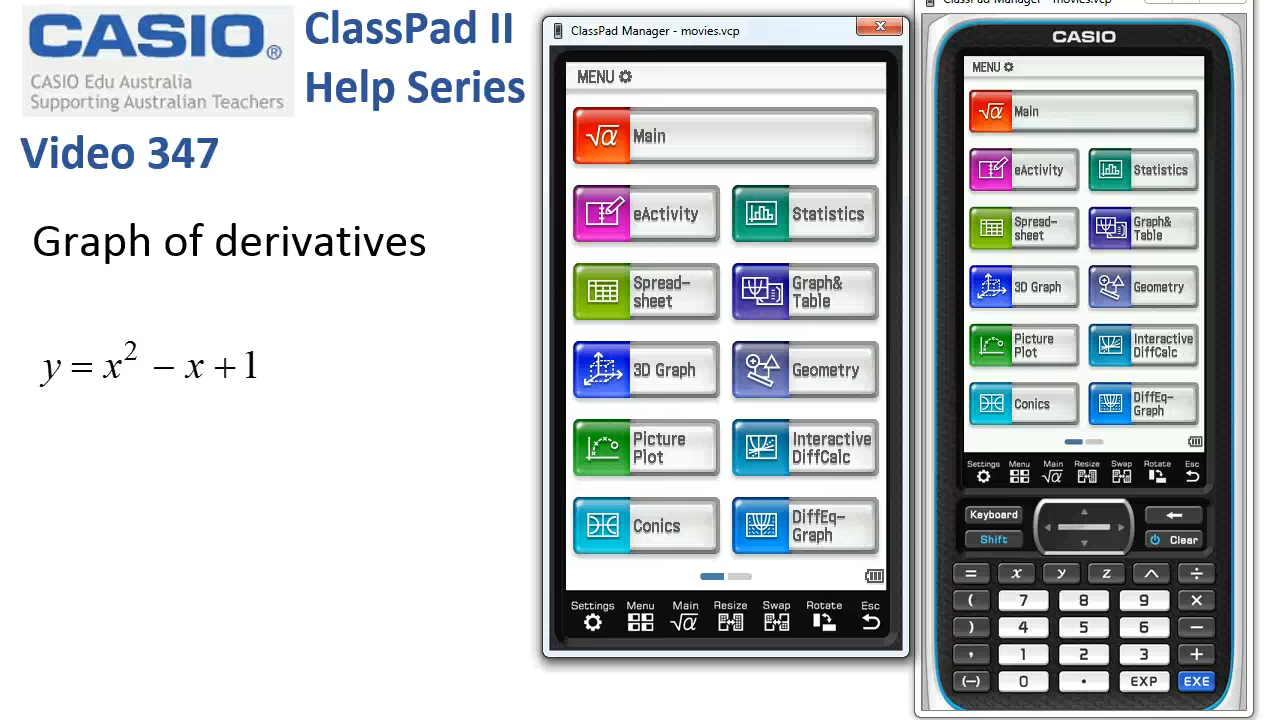 CASIO®
CASIO Edu Australia
Supporting Australian Teachers
ClassPad II
Help Series
Video 347
Graph of derivatives
y = x² − x + 1
ClassPad Manager - movies.vcp
MENU
Main
eActivity
Statistics
Spread-
sheet
Graph&
Table
3D Graph
Geometry
Picture
Plot
Interactive
DiffCalc
Conics
DiffEq-
Graph
Settings Menu Main Resize Swap Rotate Esc
ClassPad Manager - movies.vcp
CASIO
MENU
Main
eActivity
Statistics
Spread-
sheet
Graph&
Table
3D Graph
Geometry
Picture
Plot
Interactive
DiffCalc
Conics
DiffEq-
Graph
Settings Menu Main Resize Swap Rotate Esc
Keyboard
Shift
Clear
= x y z ^ ÷
( 7 8 9 ×
) 4 5 6 −
, 1 2 3 +
(−) 0 • EXP EXE